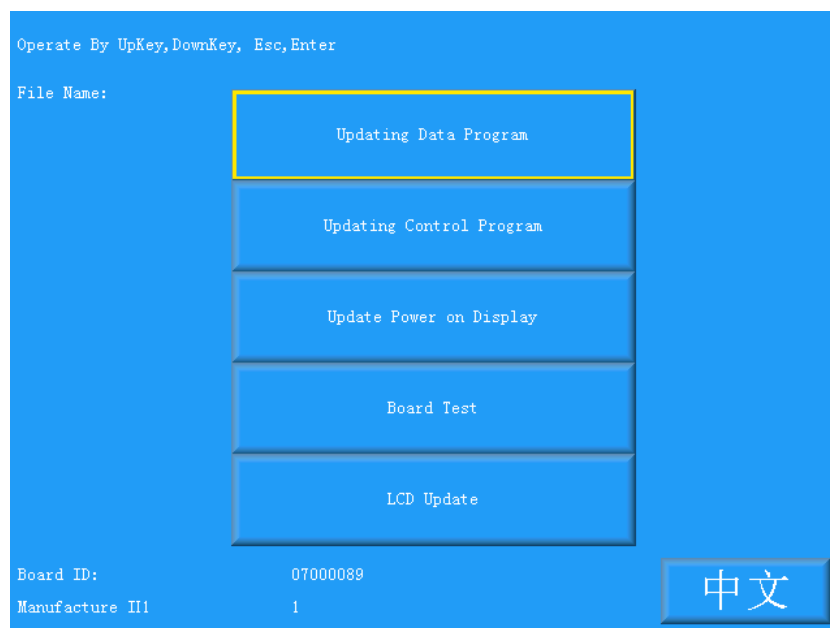 Operate By UpKey,DownKey, Esc,Enter
File Name:
Updating Data Program
Updating Control Program
Update Power on Display
Board Test
LCD Update
Board ID: 07000089
Manufacture II1 1
中文